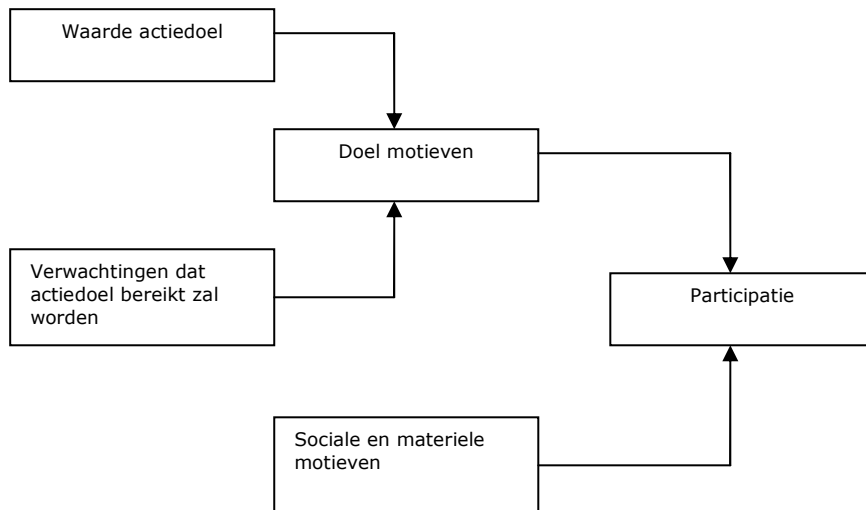 Waarde actiedoel
Doel motieven
Verwachtingen dat
actiedoel bereikt zal
worden
Participatie
Sociale en materiele
motieven